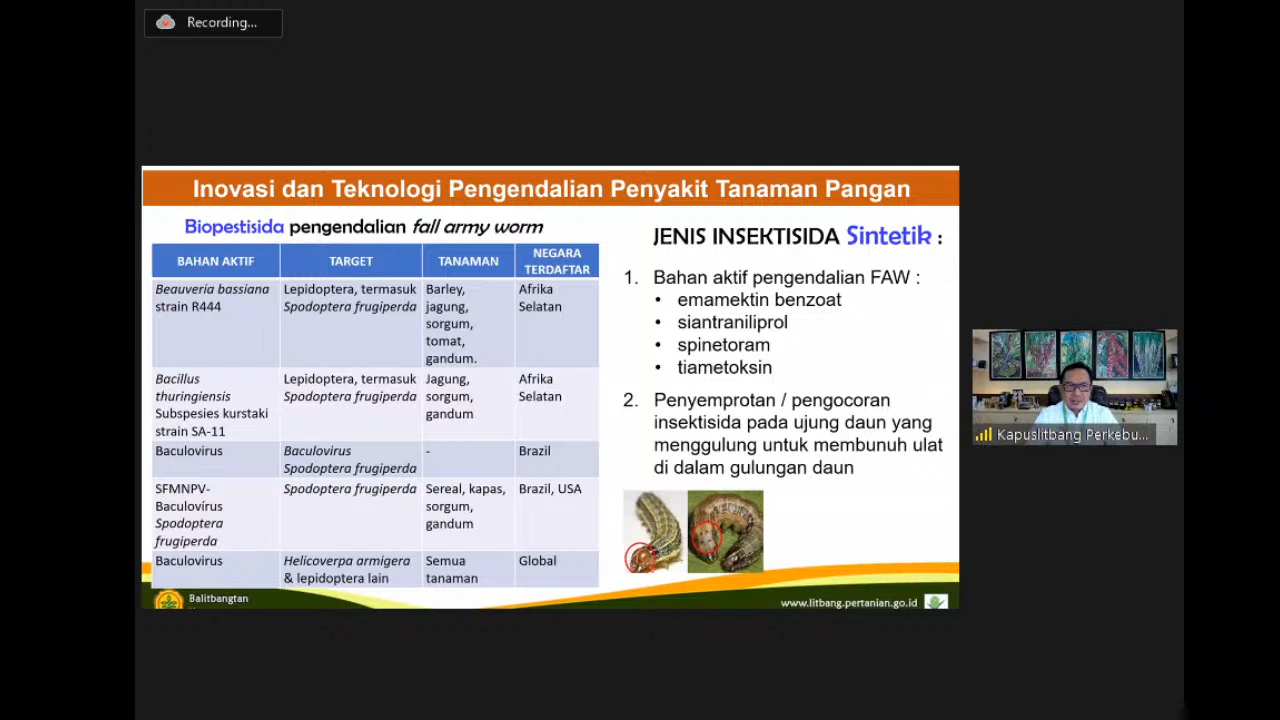 Recording...
Inovasi dan Teknologi Pengendalian Penyakit Tanaman Pangan
Biopestisida pengendalian fall army worm
BAHAN AKTIF TARGET TANAMAN NEGARA TERDAFTAR
Beauveria bassiana strain R444 Lepidoptera, termasuk Spodoptera frugiperda Barley, jagung, sorgum, tomat, gandum. Afrika Selatan
Bacillus thuringiensis Subspesies kurstaki strain SA-11 Lepidoptera, termasuk Spodoptera frugiperda Jagung, sorgum, gandum Afrika Selatan
Baculovirus Baculovirus Spodoptera frugiperda - Brazil
SFMNPV-Baculovirus Spodoptera frugiperda Spodoptera frugiperda Sereal, kapas, sorgum, gandum Brazil, USA
Baculovirus Helicoverpa armigera & lepidoptera lain Semua tanaman Global
JENIS INSEKTISIDA Sintetik :
1. Bahan aktif pengendalian FAW :
• emamektin benzoat
• siantraniliprol
• spinetoram
• tiametoksin
2. Penyemprotan / pengocoran
insektisida pada ujung daun yang
menggulung untuk membunuh ulat
di dalam gulungan daun
Balitbangtan
www.litbang.pertanian.go.id
Kapuslitbang Perkebu...